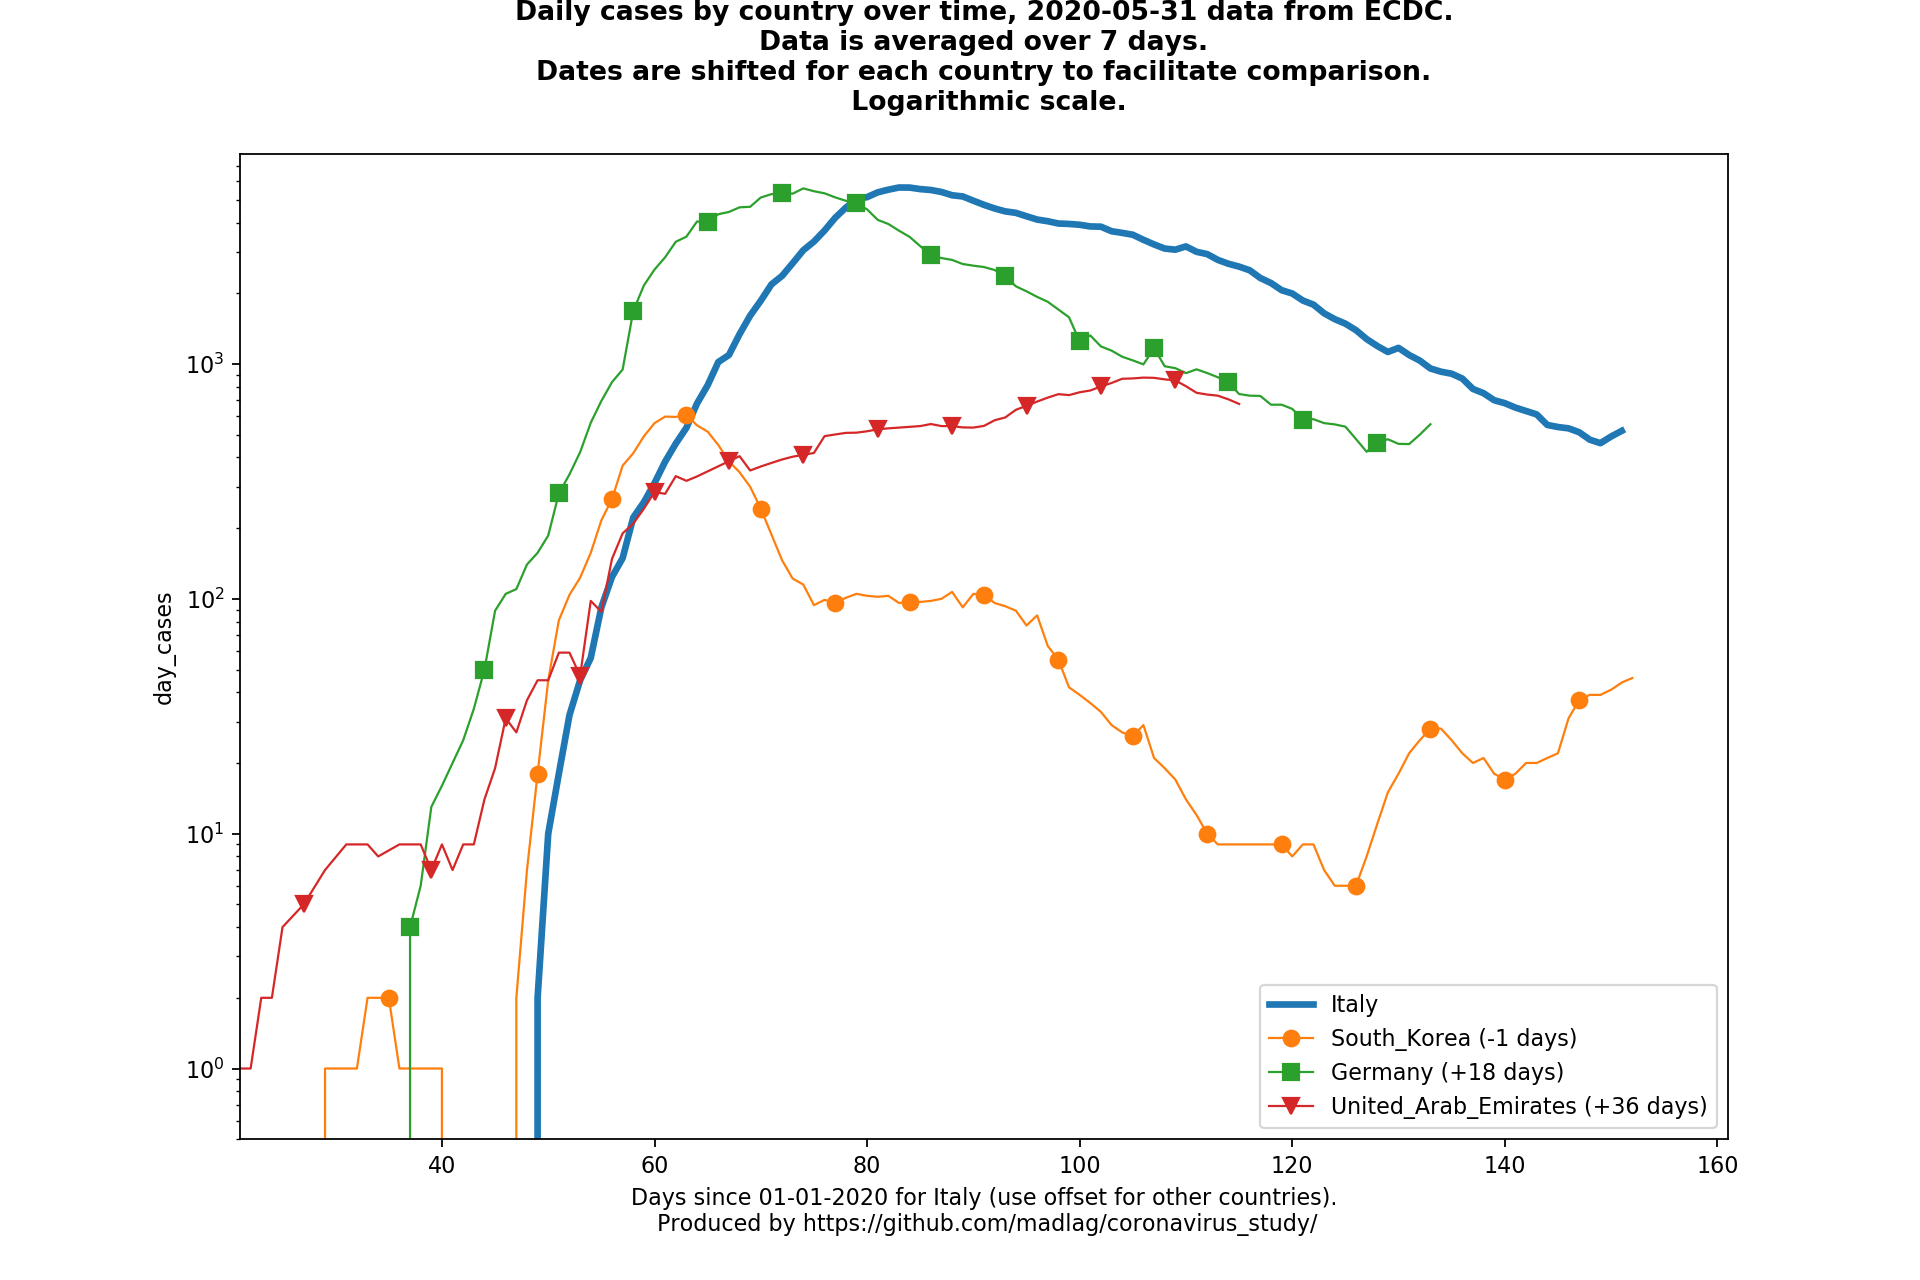 Daily cases by country over time, 2020-05-31 data from ECDC.
Data is averaged over 7 days.
Dates are shifted for each country to facilitate comparison.
Logarithmic scale.
day_cases
10³
10²
10¹
10⁰
Italy
South_Korea (-1 days)
Germany (+18 days)
United_Arab_Emirates (+36 days)
40 60 80 100 120 140 160
Days since 01-01-2020 for Italy (use offset for other countries).
Produced by https://github.com/madlag/coronavirus_study/